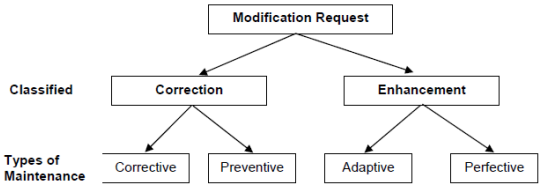 Modification Request
Classified
Correction
Enhancement
Types of
Maintenance
Corrective
Preventive
Adaptive
Perfective